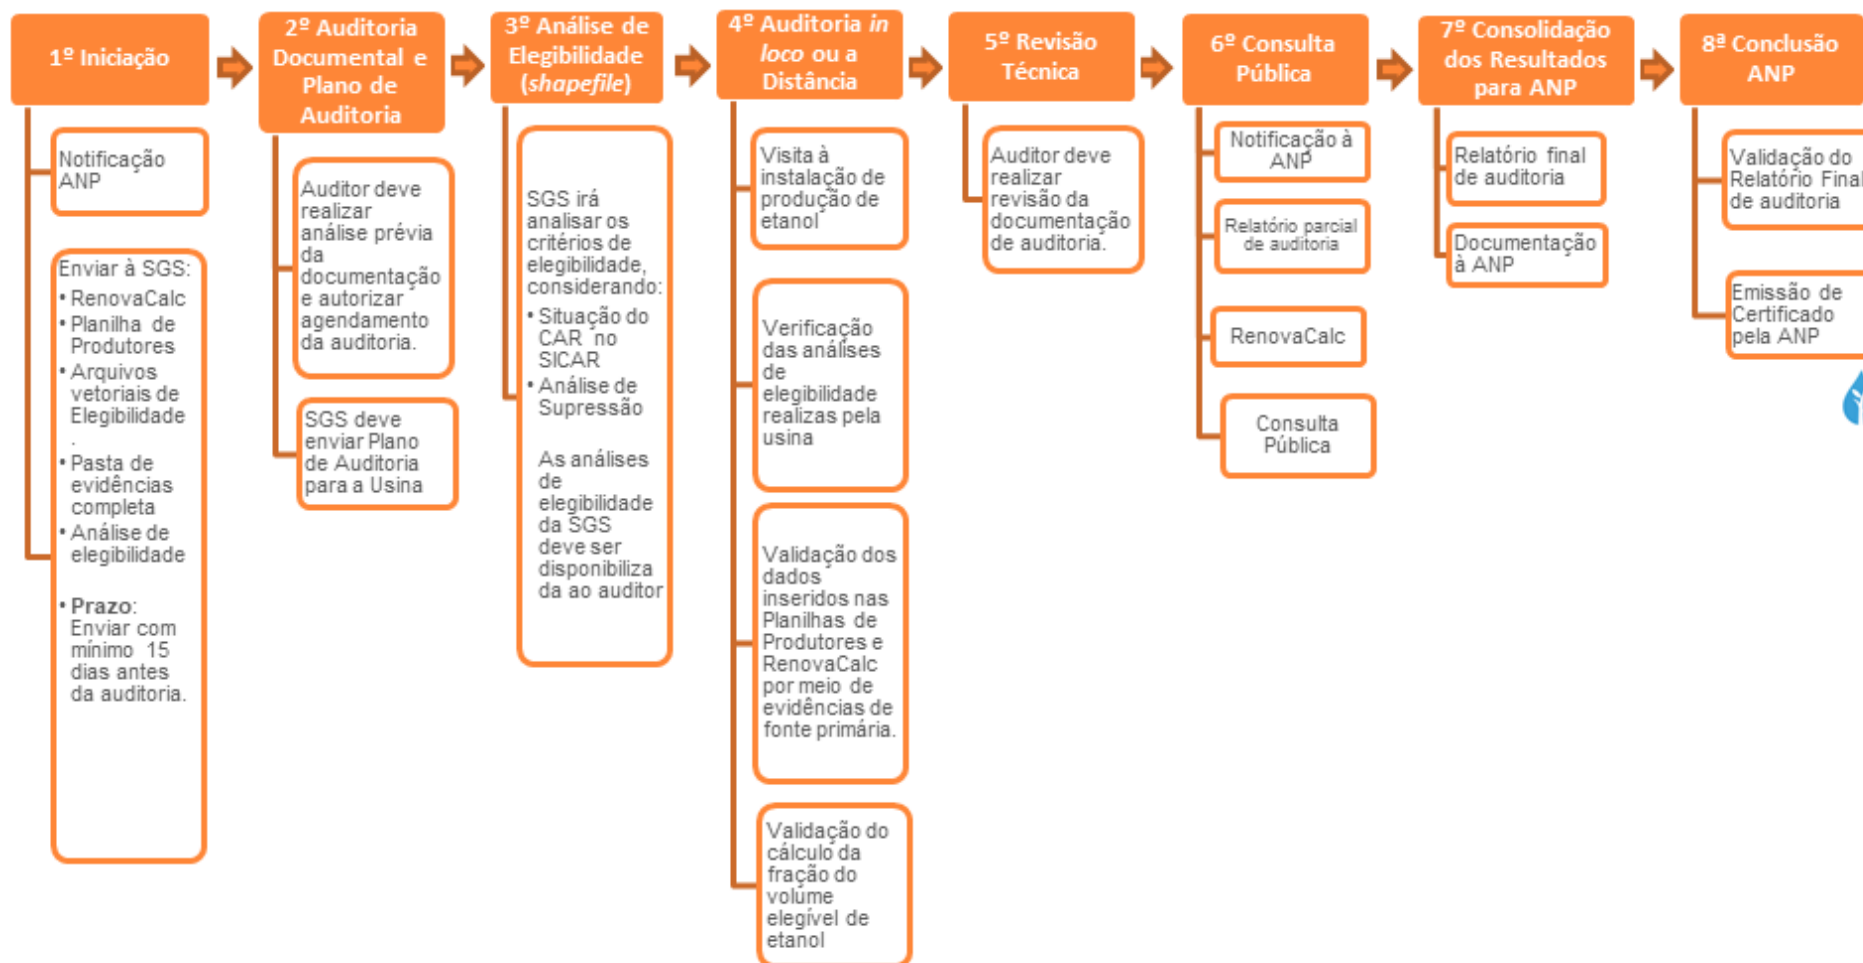 1º Iniciação
Notificação
ANP
Enviar à SGS:
• RenovaCalc
• Planilha de
Produtores
• Arquivos
vetoriais de
Elegibilidade
.
• Pasta de
evidências
completa
• Análise de
elegibilidade
• Prazo:
Enviar com
mínimo 15
dias antes
da auditoria.
2º Auditoria
Documental e
Plano de
Auditoria
Auditor deve
realizar
análise prévia
da
documentação
e autorizar
agendamento
da auditoria.
SGS deve
enviar Plano
de Auditoria
para a Usina
3º Análise de
Elegibilidade
(shapefile)
SGS irá
analisar os
critérios de
elegibilidade,
considerando:
• Situação do
CAR no
SICAR
• Análise de
Supressão
As análises
de
elegibilidade
da SGS
deve ser
disponibiliza
da ao auditor
4º Auditoria in
loco ou a
Distância
Visita à
instalação de
produção de
etanol
Verificação
das análises
de
elegibilidade
realizas pela
usina
Validação dos
dados
inseridos nas
Planilhas de
Produtores e
RenovaCalc
por meio de
evidências de
fonte primária.
Validação do
cálculo da
fração do
volume
elegível de
etanol
5º Revisão
Técnica
Auditor deve
realizar
revisão da
documentação
de auditoria.
6º Consulta
Pública
Notificação à
ANP
Relatório parcial
de auditoria
RenovaCalc
Consulta
Pública
7º Consolidação
dos Resultados
para ANP
Relatório final
de auditoria
Documentação
à ANP
8ª Conclusão
ANP
Validação do
Relatório Final
de auditoria
Emissão de
Certificado
pela ANP